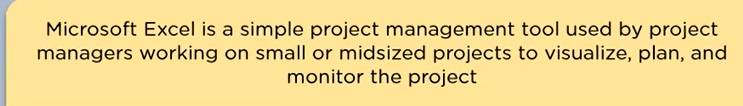 Microsoft Excel is a simple project management tool used by project
managers working on small or midsized projects to visualize, plan, and
monitor the project